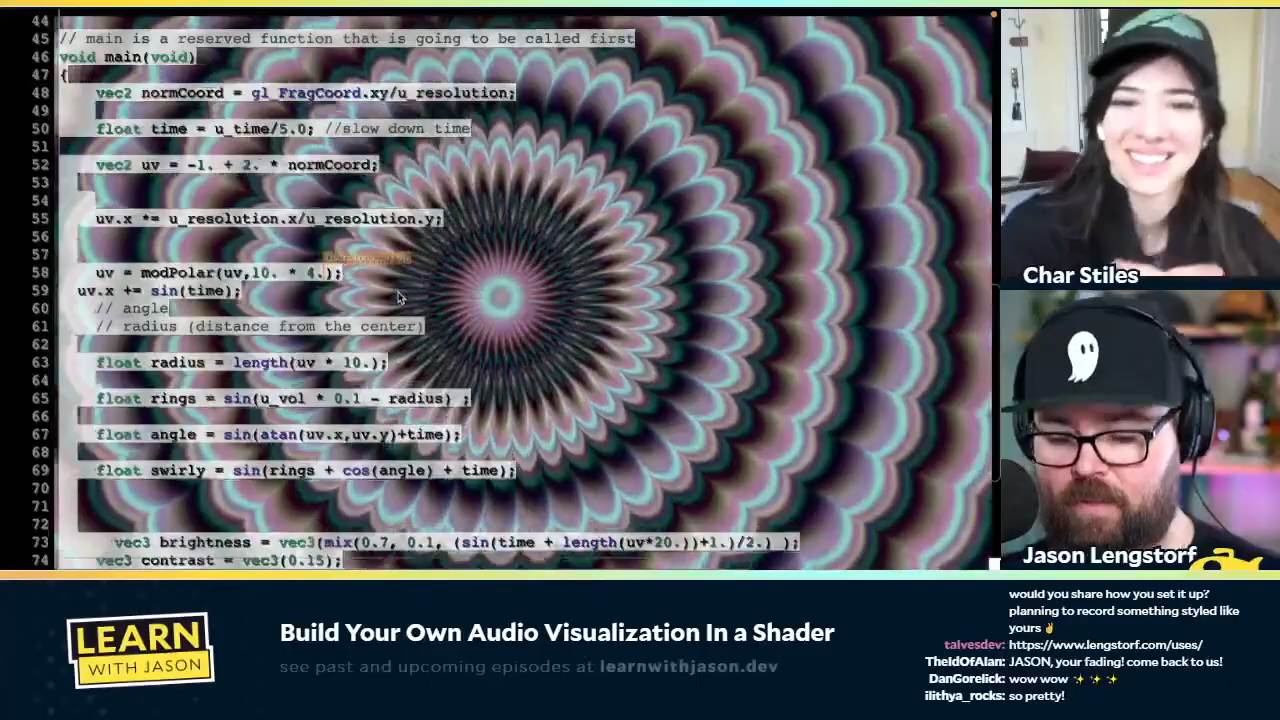 44
45 // main is a reserved function that is going to be called first
46 void main(void)
47 {
48 vec2 normCoord = gl_FragCoord.xy/u_resolution;
49
50 float time = u_time/5.0; //slow down time
51
52 vec2 uv = -1. + 2. * normCoord;
53
54
55 uv.x *= u_resolution.x/u_resolution.y;
56
57
58 uv = modPolar(uv,10. * 4.);
59 uv.x += sin(time);
60 // angle
61 // radius (distance from the center)
62
63 float radius = length(uv * 10.);
64
65 float rings = sin(u_vol * 0.1 - radius) ;
66
67 float angle = sin(atan(uv.x,uv.y)+time);
68
69 float swirly = sin(rings + cos(angle) + time);
70
71
72
73 vec3 brightness = vec3(mix(0.7, 0.1, (sin(time + length(uv*20.))+1.)/2.) );
74 vec3 contrast = vec3(0.15);
Char Stiles
Jason Lengstorf
LEARN
WITH JASON
Build Your Own Audio Visualization In a Shader
see past and upcoming episodes at learnwithjason.dev
would you share how you set it up?
planning to record something styled like
yours ✌
talvesdev: https://www.lengstorf.com/uses/
TheIdOfAlan: JASON, your fading! come back to us!
DanGorelick: wow wow ✨ ✨ ✨
ilithya_rocks: so pretty!